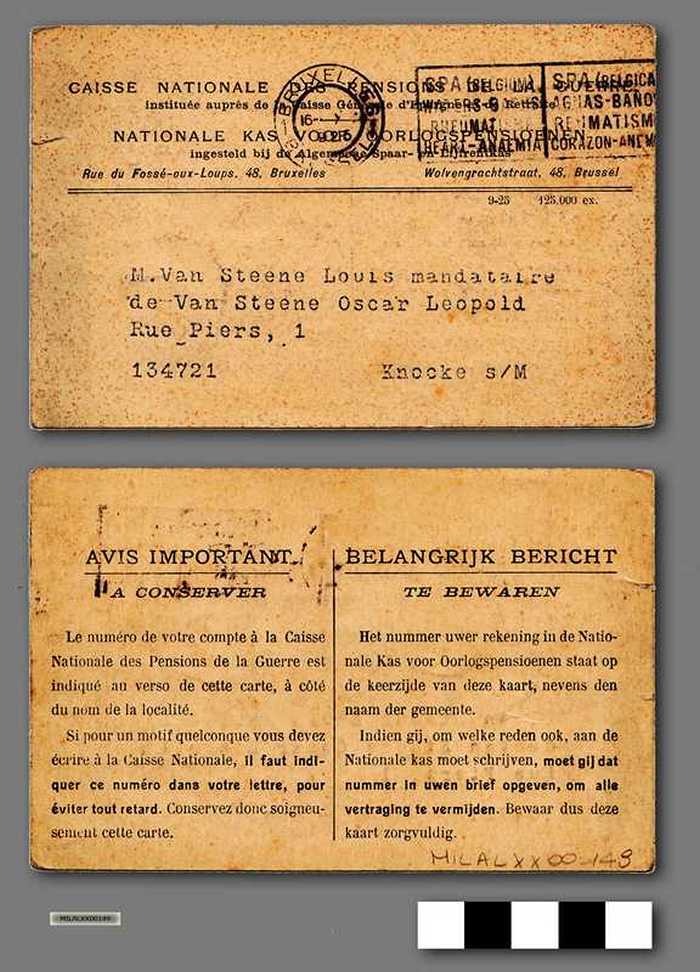 CAISSE NATIONALE DES PENSIONS DE LA GUERRE
instituée auprès de la Caisse Générale d'Epargne et de Retraite
NATIONALE KAS VOOR OORLOGSPENSIOENEN
ingesteld bij de Algemeene Spaar- en Lijfrentkas
Rue du Fossé-aux-Loups, 48, Bruxelles
Wolvengrachtstraat, 48, Brussel
9-25 125.000 ex.
BRUXELLES
16-
SPA (BELGIUM)
HEART-ANAEMIA
SPA (BELGICA
CORAZON-ANEM
M.Van Steene Louis mandataire
de Van Steene Oscar Leopold
Rue Piers, 1
134721 Knocke s/M
AVIS IMPORTANT
A CONSERVER
Le numéro de votre compte à la Caisse
Nationale des Pensions de la Guerre est
indiqué au verso de cette carte, à côté
du nom de la localité.
Si pour un motif quelconque vous devez
écrire à la Caisse Nationale, il faut indi-
quer ce numéro dans votre lettre, pour
éviter tout retard. Conservez donc soigneu-
sement cette carte.
BELANGRIJK BERICHT
TE BEWAREN
Het nummer uwer rekening in de Natio-
nale Kas voor Oorlogspensioenen staat op
de keerzijde van deze kaart, nevens den
naam der gemeente.
Indien gij, om welke reden ook, aan de
Nationale kas moet schrijven, moet gij dat
nummer in uwen brief opgeven, om alle
vertraging te vermijden. Bewaar dus deze
kaart zorgvuldig.
MILALXX00-149
MILALXX00149